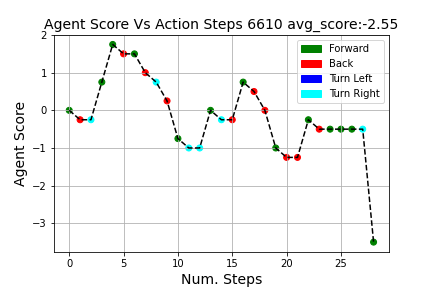 Agent Score Vs Action Steps 6610 avg_score:-2.55
Forward
Back
Turn Left
Turn Right
Agent Score
2
1
0
−1
−2
−3
0
5
10
15
20
25
Num. Steps